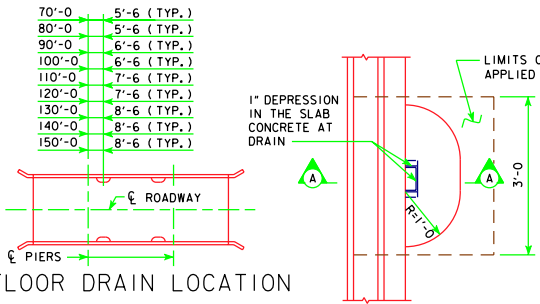 70'-0 5'-6 (TYP.)
80'-0 5'-6 (TYP.)
90'-0 6'-6 (TYP.)
100'-0 6'-6 (TYP.)
110'-0 7'-6 (TYP.)
120'-0 7'-6 (TYP.)
130'-0 8'-6 (TYP.)
140'-0 8'-6 (TYP.)
150'-0 8'-6 (TYP.)
℄ ROADWAY
℄ PIERS
FLOOR DRAIN LOCATION
LIMITS O
APPLIED
1" DEPRESSION
IN THE SLAB
CONCRETE AT
DRAIN
A
A
R=1'-0
3'-0